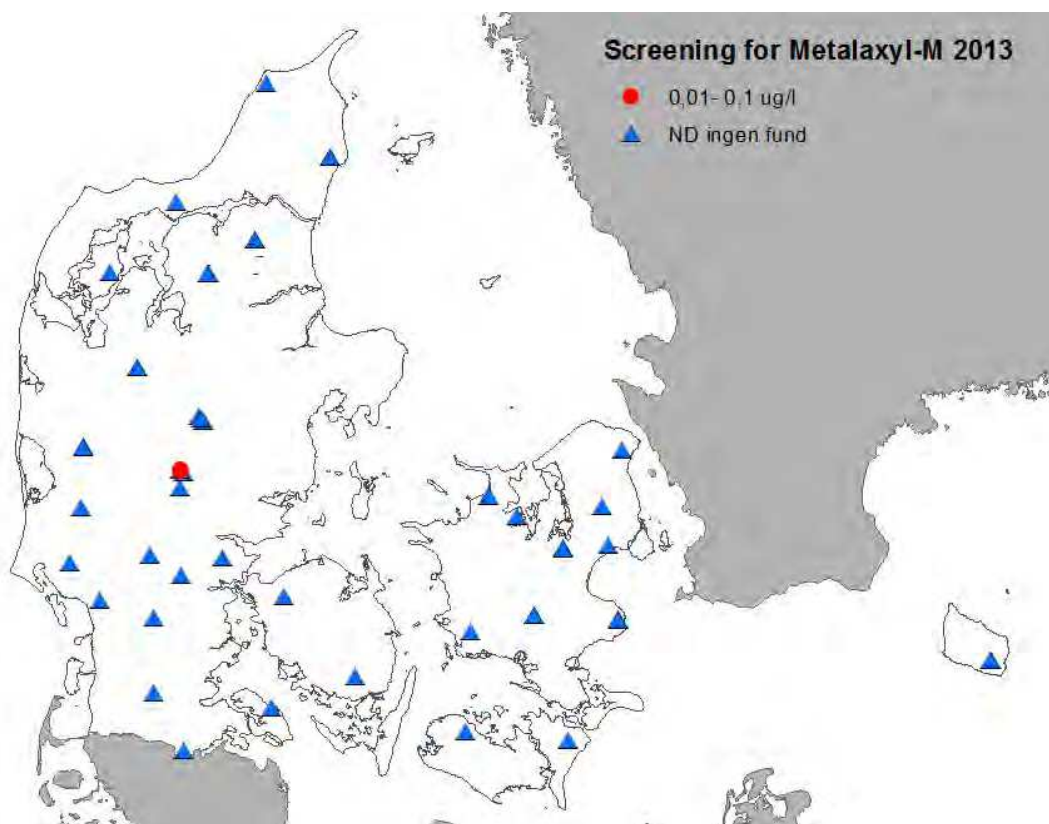 Screening for Metalaxyl-M 2013
0,01- 0,1 ug/l
ND ingen fund